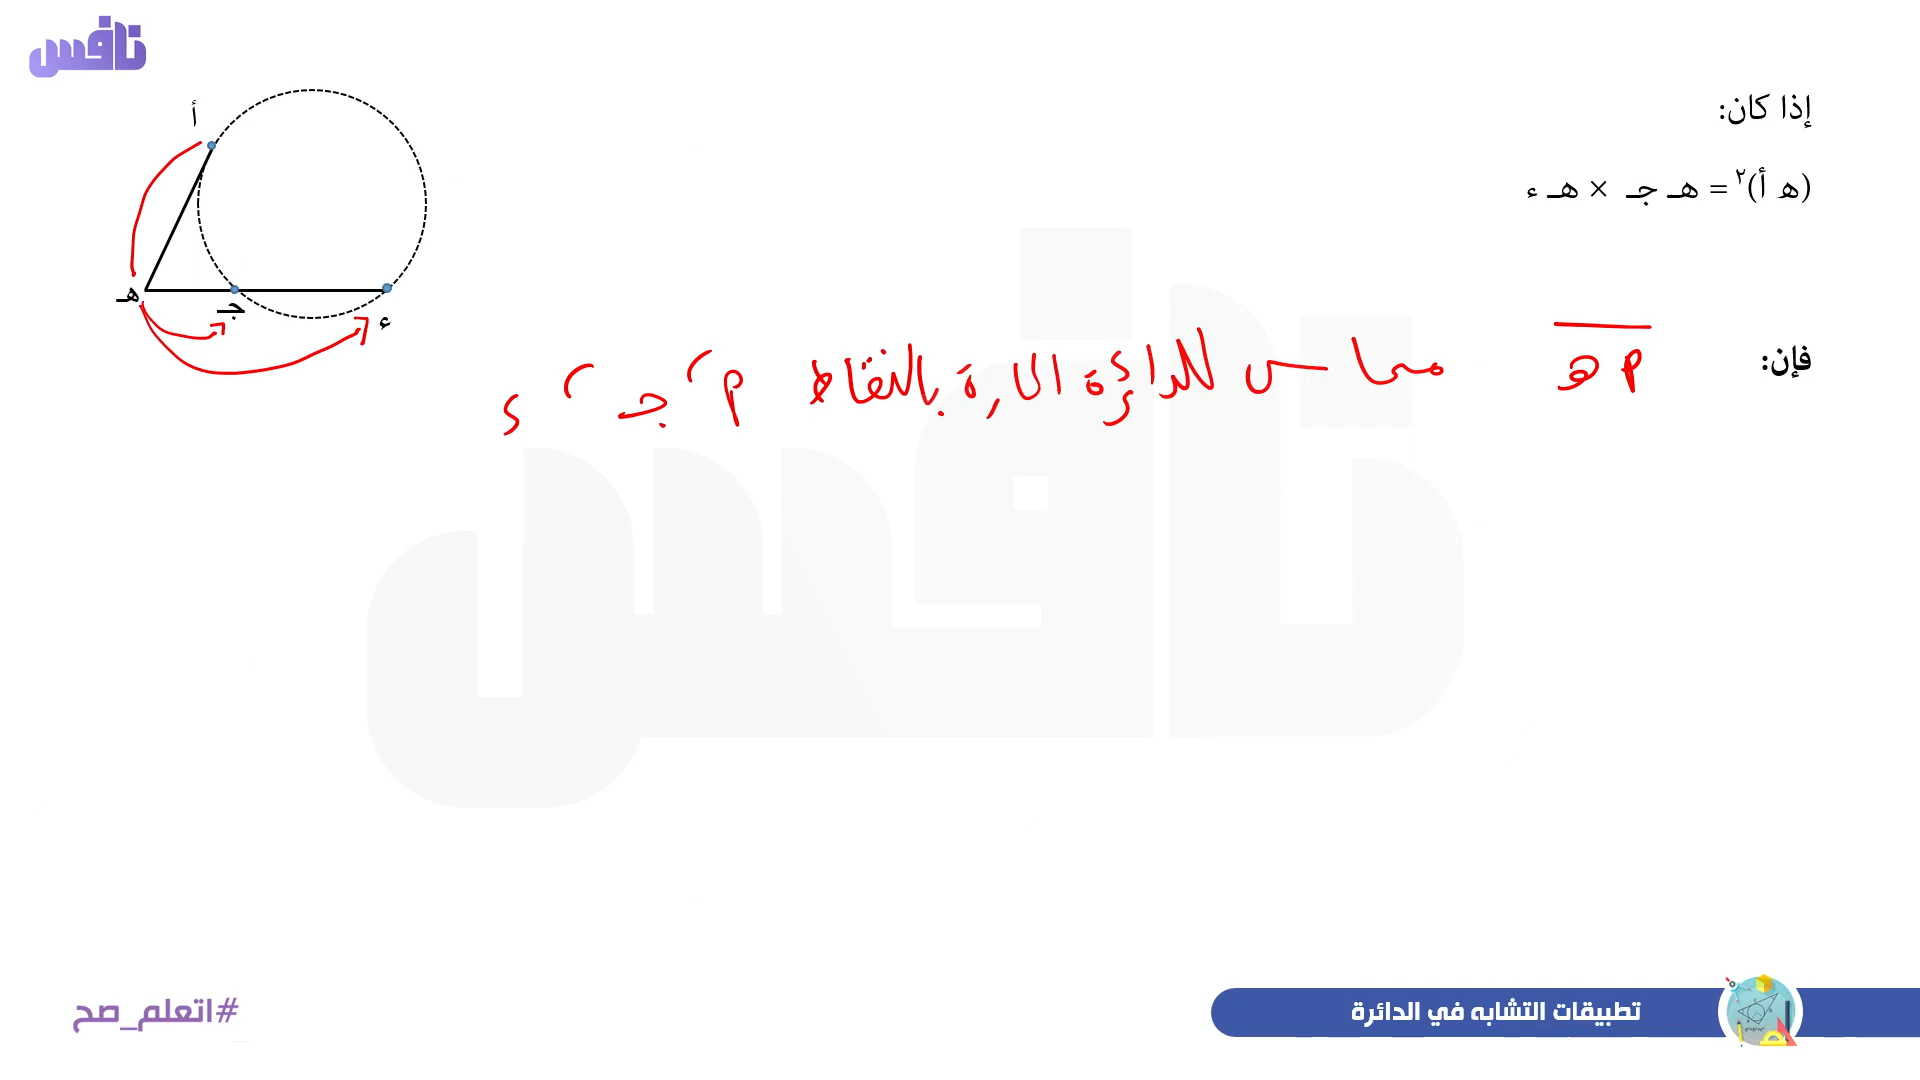 نافس
إذا كان:
(ه أ)٢ = هـ جـ × هـ ء
أ
هـ
جـ
ء
فإن: أ هـ مماس للدائرة المارة بالنقاط أ ، جـ ، ء
نافس
#اتعلم_صح
تطبيقات التشابه في الدائرة